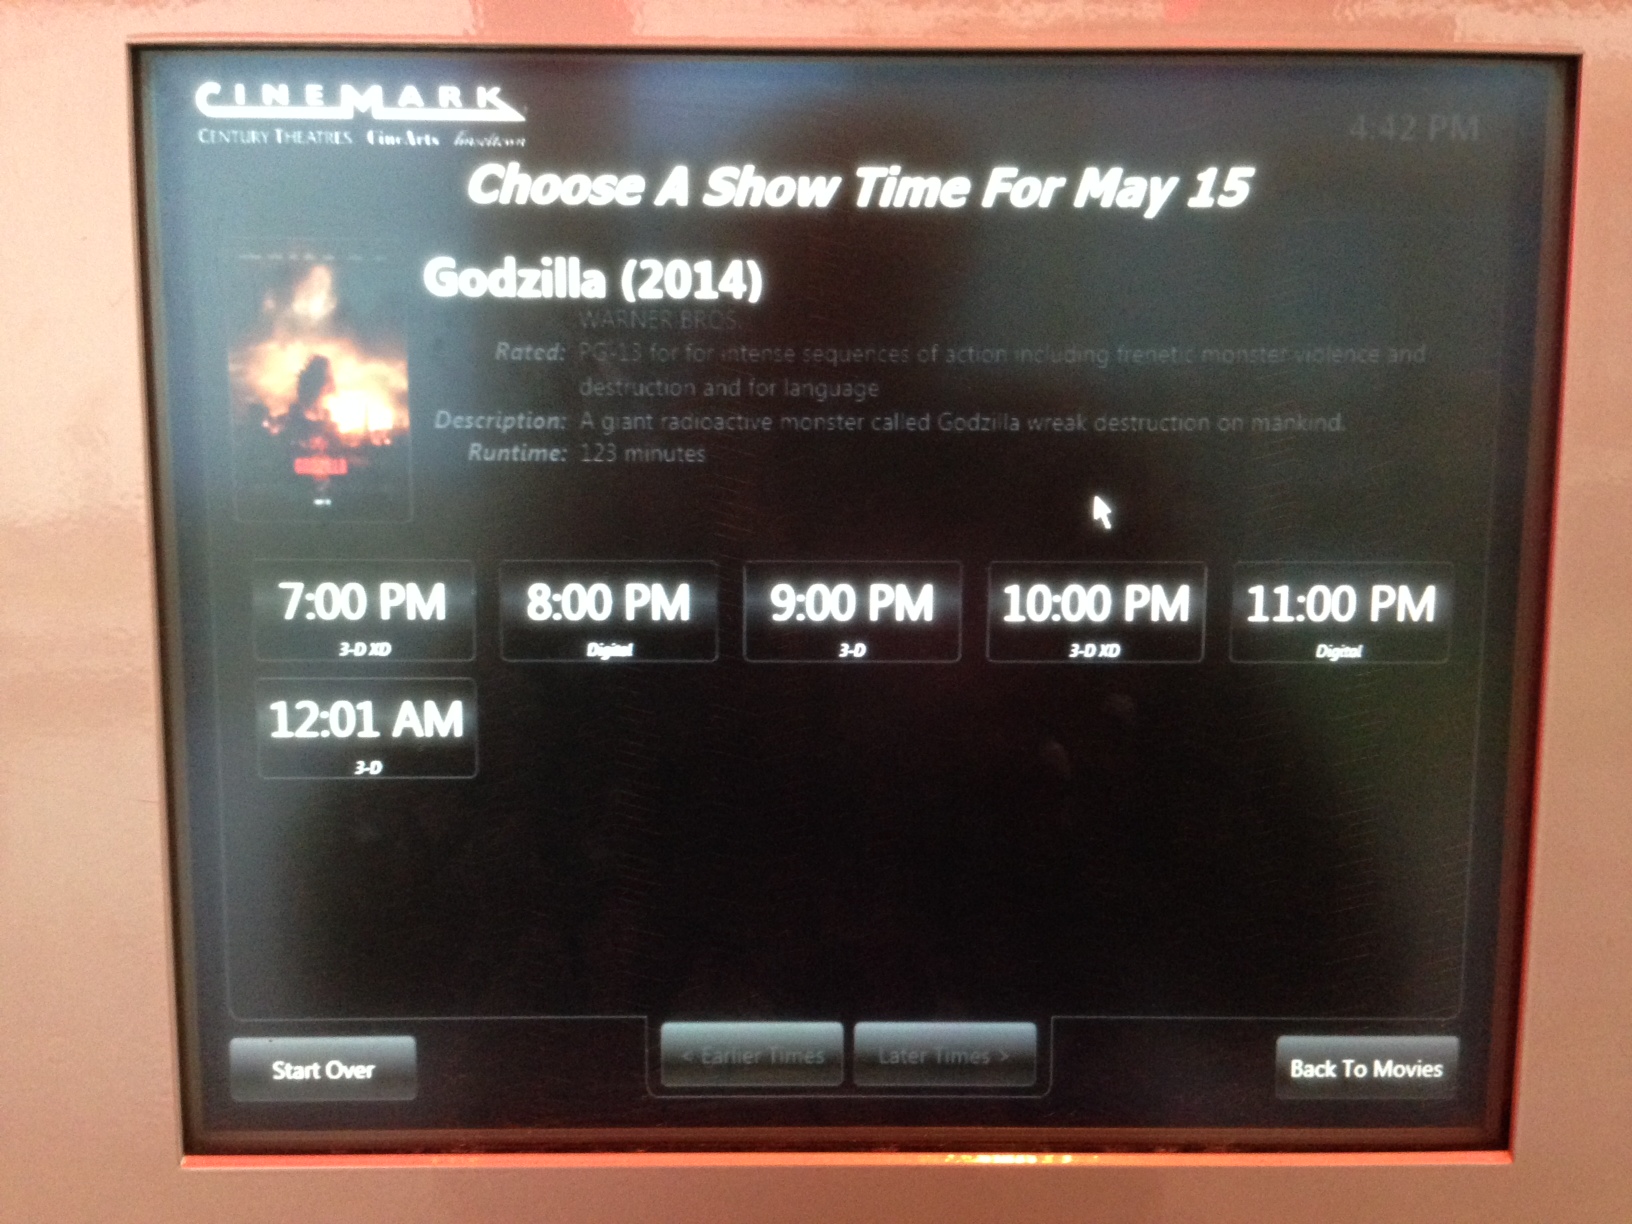 CINEMARK
CENTURY THEATRES CinéArts Tinseltown
4:42 PM
Choose A Show Time For May 15
Godzilla (2014)
WARNER BROS.
Rated: PG-13 for for intense sequences of action including frenetic monster violence and
destruction and for language
Description: A giant radioactive monster called Godzilla wreak destruction on mankind.
Runtime: 123 minutes
GODZILLA
7:00 PM 8:00 PM 9:00 PM 10:00 PM 11:00 PM
3-D XD Digital 3-D 3-D XD Digital
12:01 AM
3-D
Start Over < Earlier Times Later Times > Back To Movies